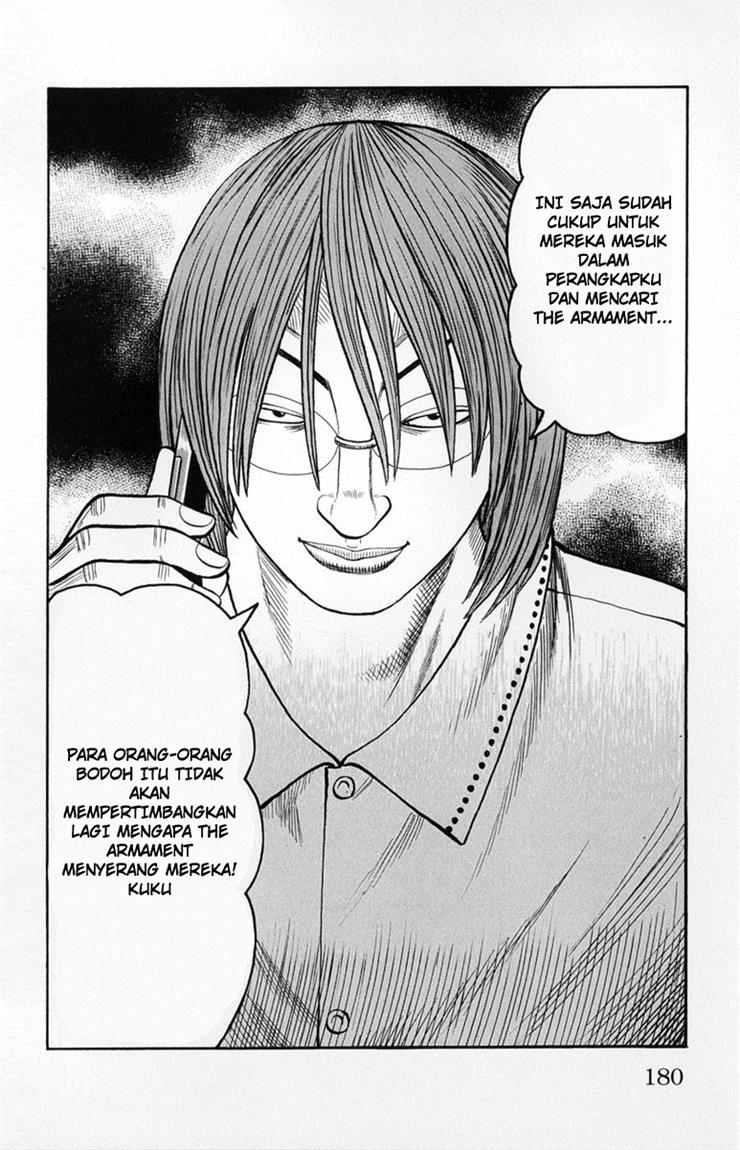 INI SAJA SUDAH
CUKUP UNTUK
MEREKA MASUK
DALAM
PERANGKAPKU
DAN MENCARI
THE ARMAMENT...
PARA ORANG-ORANG
BODOH ITU TIDAK
AKAN
MEMPERTIMBANGKAN
LAGI MENGAPA THE
ARMAMENT
MENYERANG MEREKA!
KUKU
180